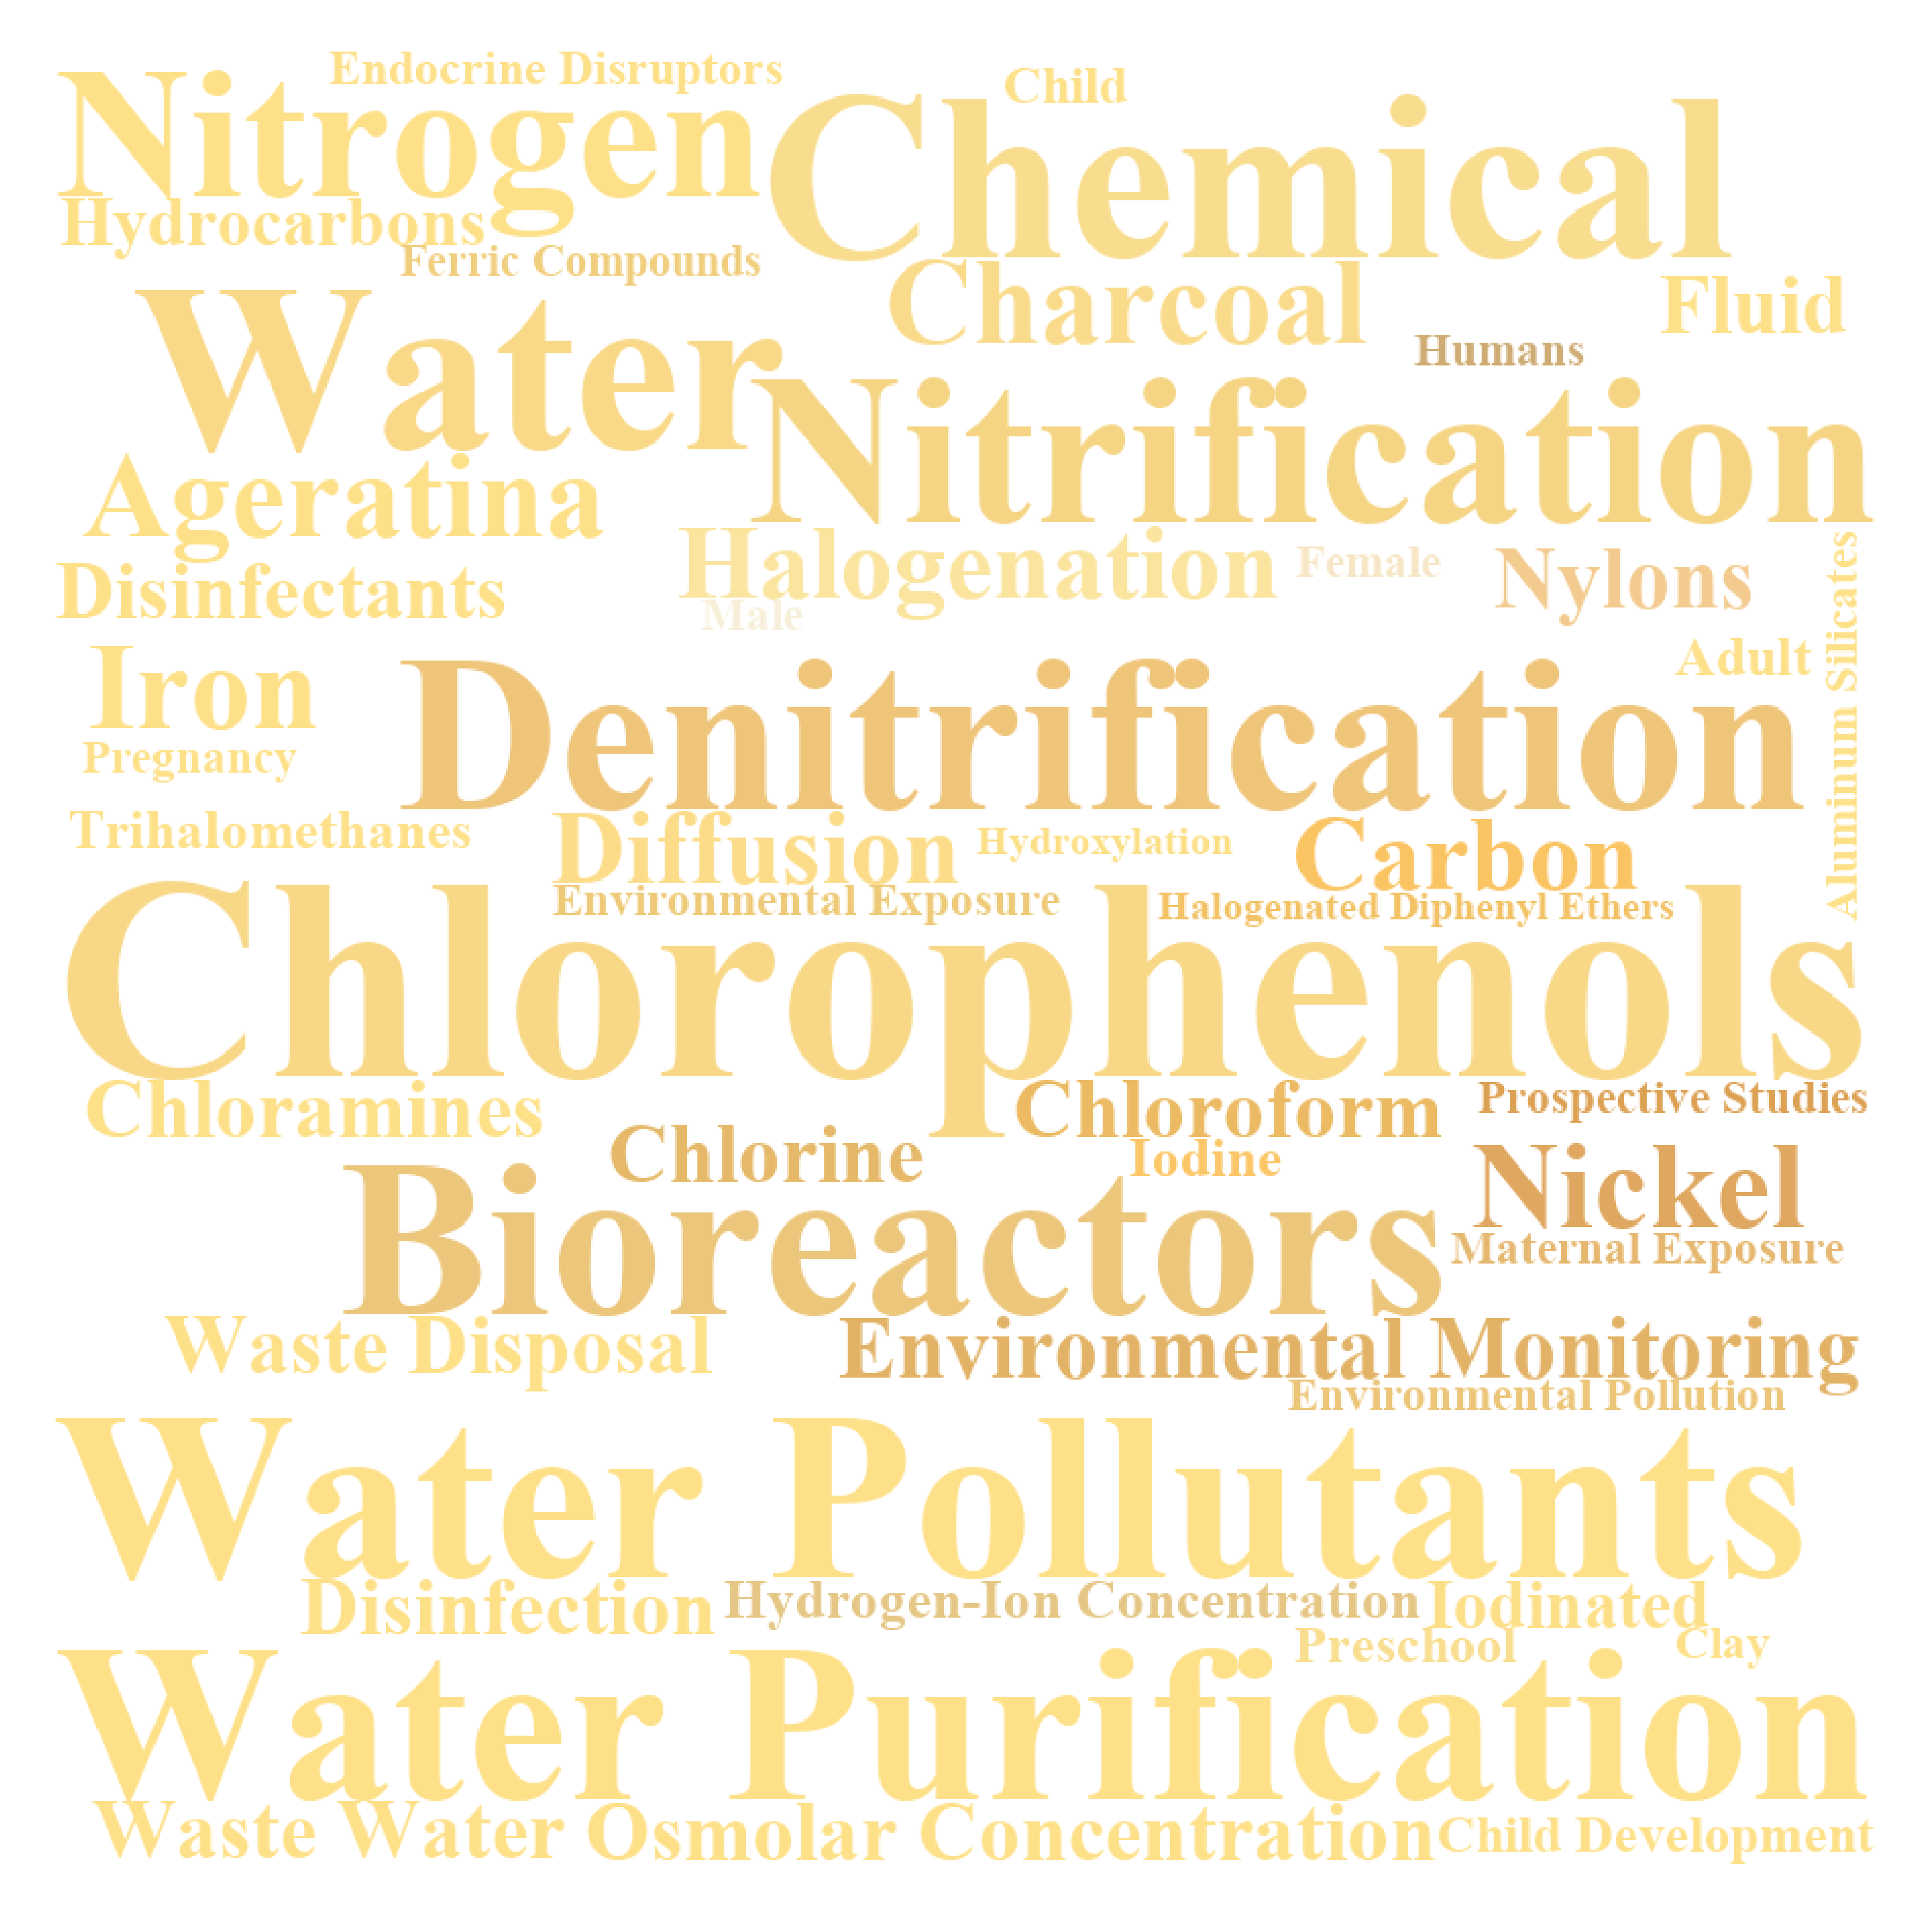 Endocrine Disruptors
Child
Nitrogen
Chemical
Hydrocarbons
Ferric Compounds
Charcoal
Fluid
Water
Humans
Nitrification
Ageratina
Halogenation
Female
Nylons
Aluminum Silicates
Disinfectants
Male
Iron
Adult
Denitrification
Pregnancy
Trihalomethanes
Diffusion
Hydroxylation
Carbon
Environmental Exposure
Halogenated Diphenyl Ethers
Chlorophenols
Chloramines
Chloroform
Prospective Studies
Chlorine
Iodine
Nickel
Bioreactors
Maternal Exposure
Waste Disposal
Environmental Monitoring
Environmental Pollution
Water Pollutants
Disinfection
Hydrogen-Ion Concentration
Iodinated
Preschool
Clay
Water Purification
Waste Water
Osmolar Concentration
Child Development